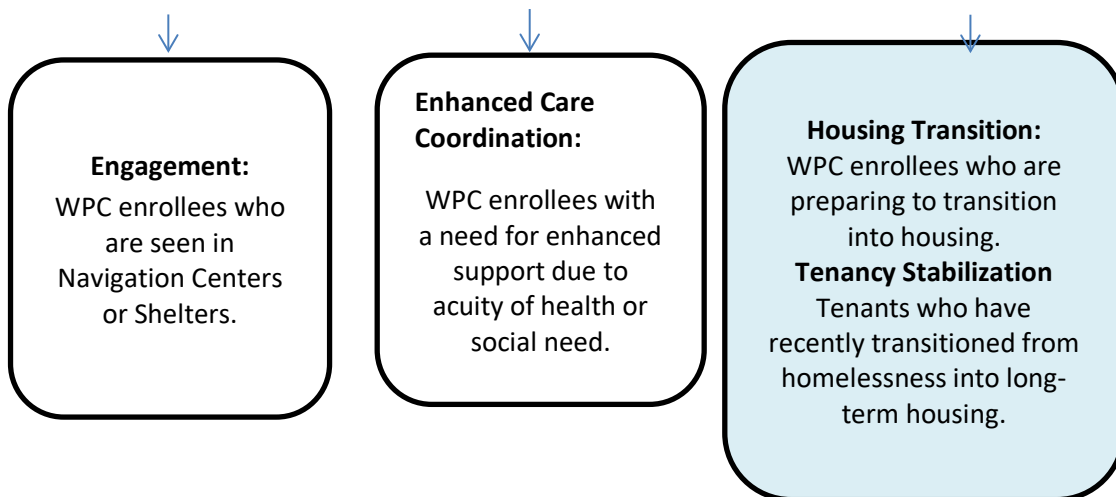 Engagement:
WPC enrollees who
are seen in
Navigation Centers
or Shelters.
Enhanced Care
Coordination:
WPC enrollees with
a need for enhanced
support due to
acuity of health or
social need.
Housing Transition:
WPC enrollees who are
preparing to transition
into housing.
Tenancy Stabilization
Tenants who have
recently transitioned from
homelessness into long-
term housing.